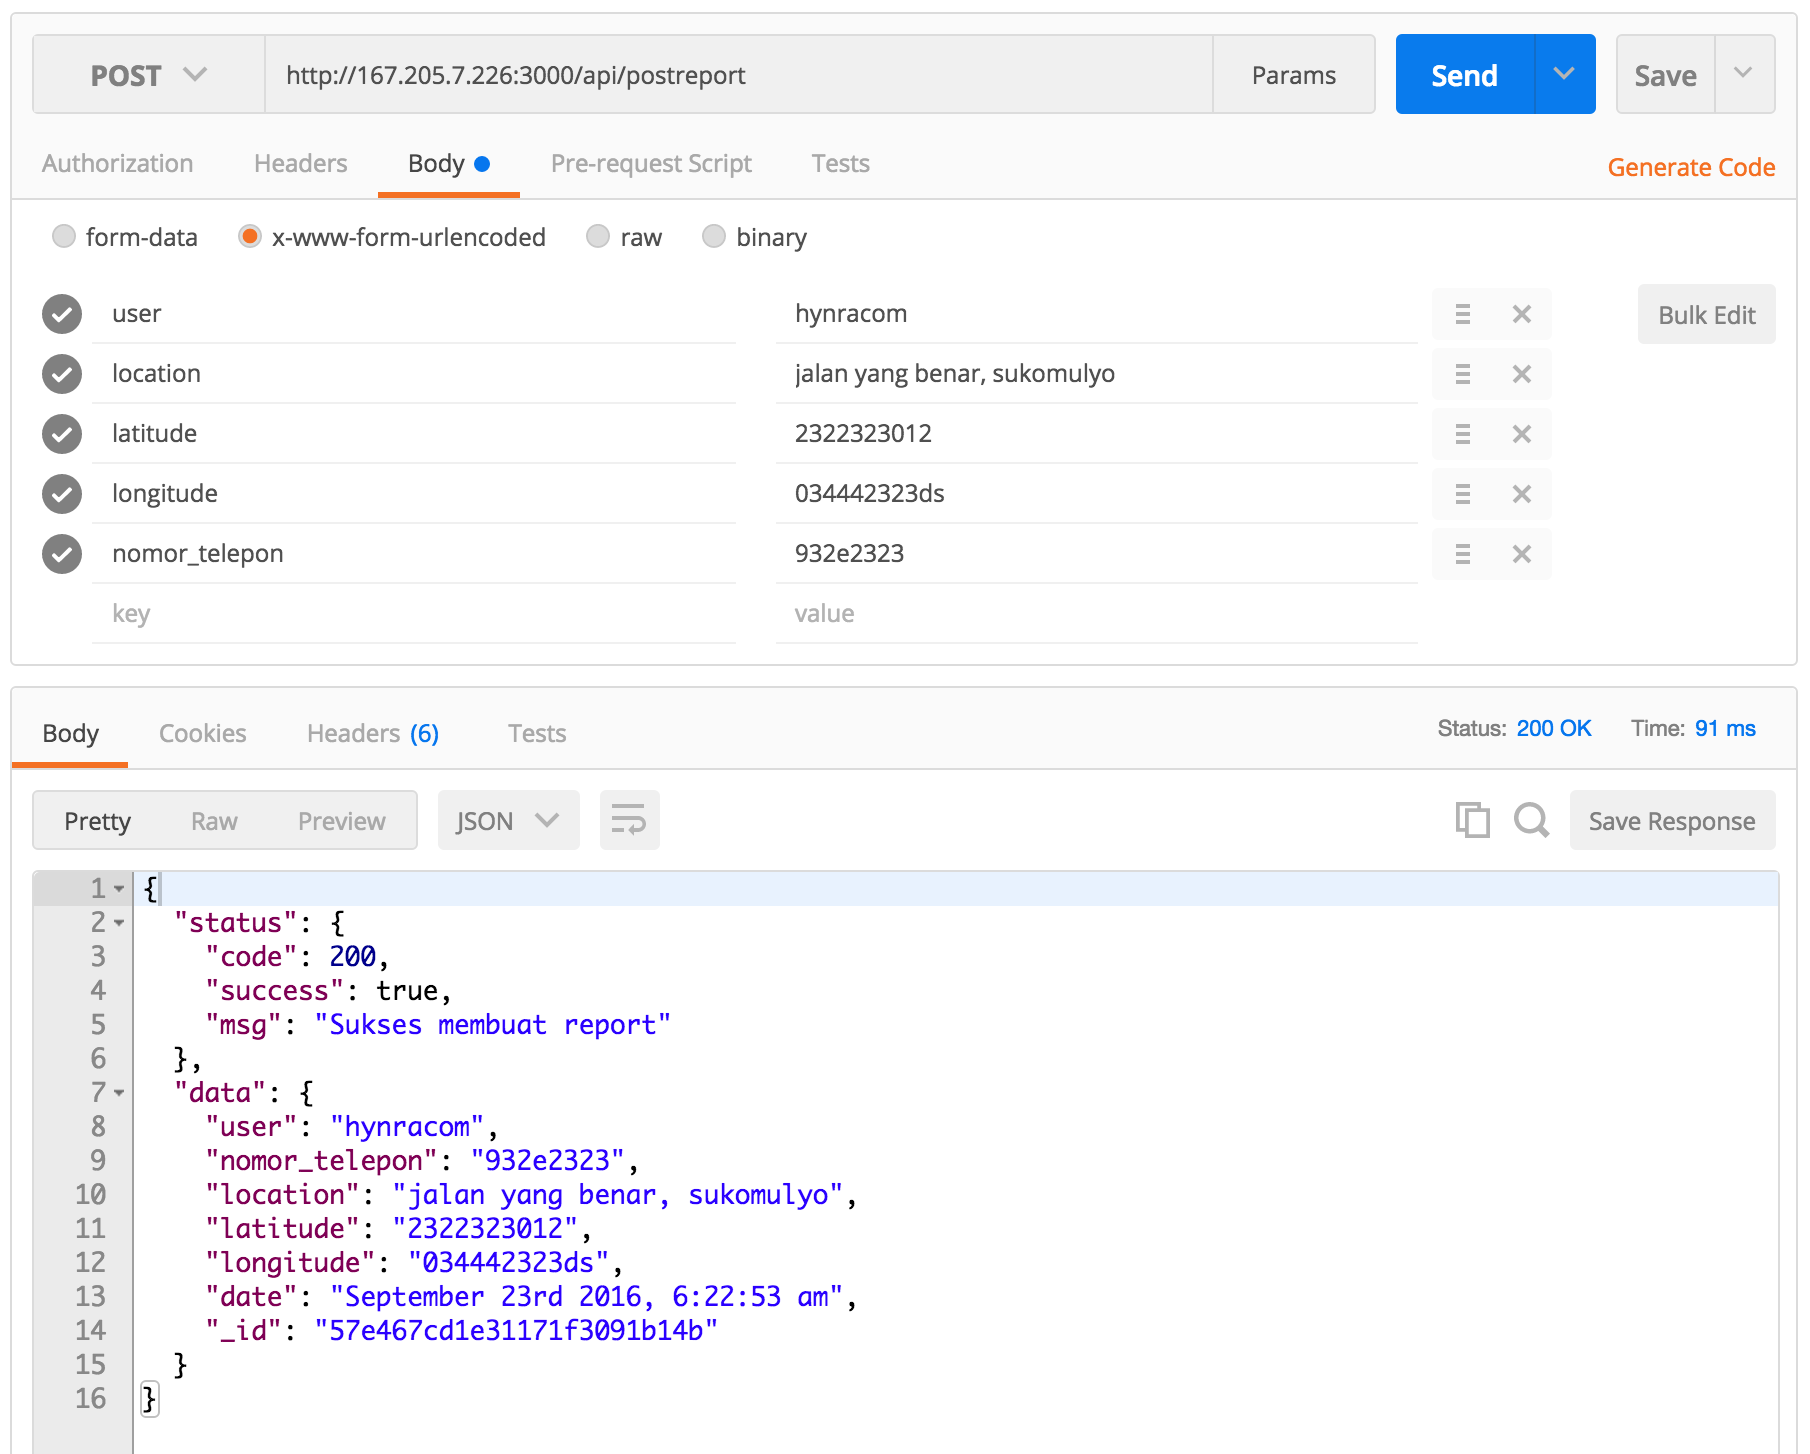 POST http://167.205.7.226:3000/api/postreport Params Send Save
Authorization Headers Body Pre-request Script Tests Generate Code
form-data x-www-form-urlencoded raw binary
user hynracom Bulk Edit
location jalan yang benar, sukomulyo
latitude 2322323012
longitude 034442323ds
nomor_telepon 932e2323
key value
Body Cookies Headers (6) Tests Status: 200 OK Time: 91 ms
Pretty Raw Preview JSON Save Response
1 {
2 "status": {
3 "code": 200,
4 "success": true,
5 "msg": "Sukses membuat report"
6 },
7 "data": {
8 "user": "hynracom",
9 "nomor_telepon": "932e2323",
10 "location": "jalan yang benar, sukomulyo",
11 "latitude": "2322323012",
12 "longitude": "034442323ds",
13 "date": "September 23rd 2016, 6:22:53 am",
14 "_id": "57e467cd1e31171f3091b14b"
15 }
16 }